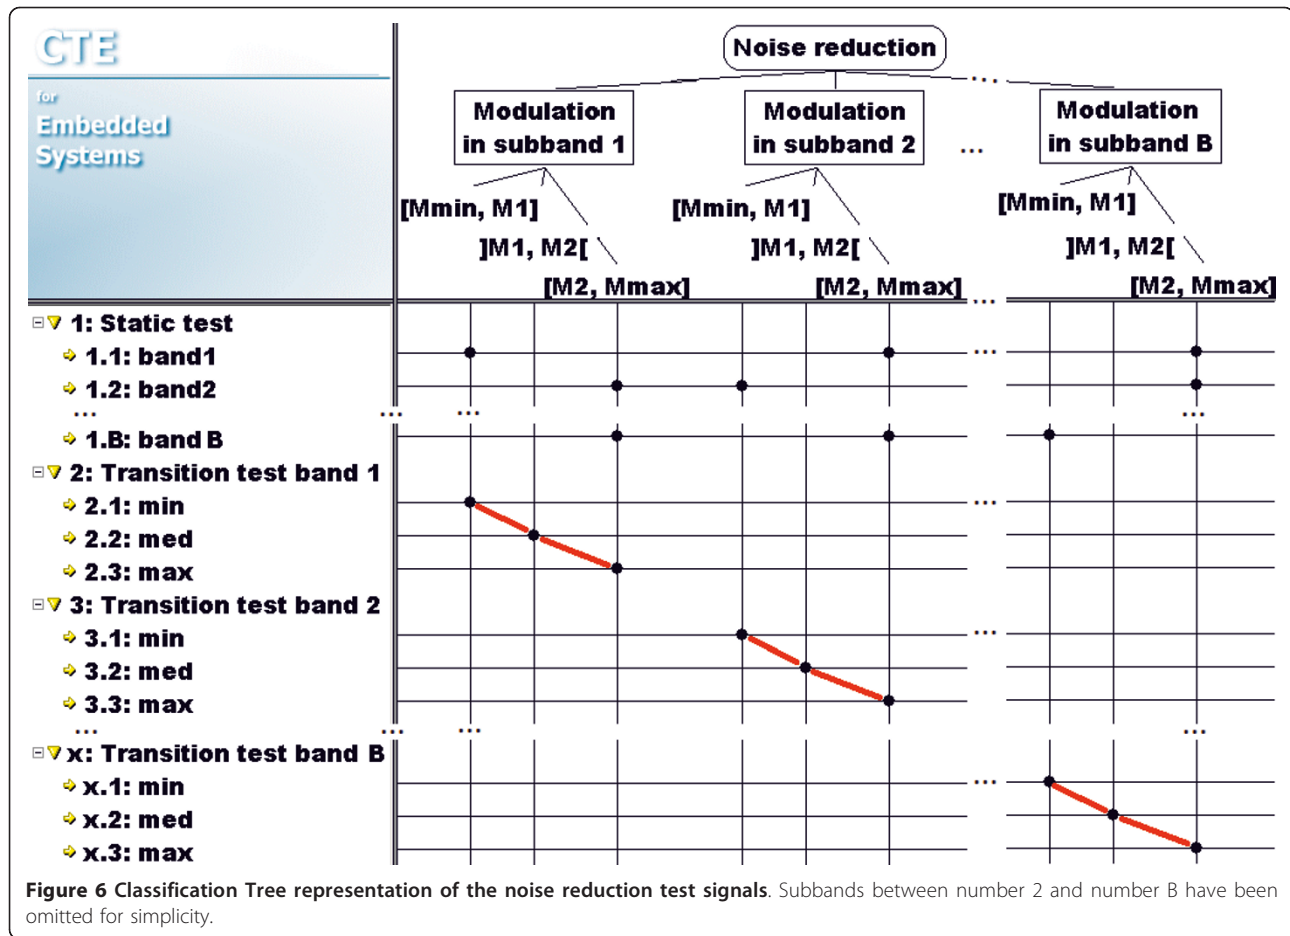 CTE
for
Embedded
Systems
Noise reduction
...
Modulation
in subband 1
Modulation
in subband 2
...
Modulation
in subband B
[Mmin, M1]
]M1, M2[
[M2, Mmax]
[Mmin, M1]
]M1, M2[
[M2, Mmax]
...
[Mmin, M1]
]M1, M2[
[M2, Mmax]
1: Static test
1.1: band1 ...
1.2: band2
... ... ... ...
1.B: band B
2: Transition test band 1
2.1: min ...
2.2: med
2.3: max
3: Transition test band 2
3.1: min ...
3.2: med
3.3: max
... ... ... ...
x: Transition test band B
x.1: min ...
x.2: med
x.3: max
Figure 6 Classification Tree representation of the noise reduction test signals. Subbands between number 2 and number B have been
omitted for simplicity.